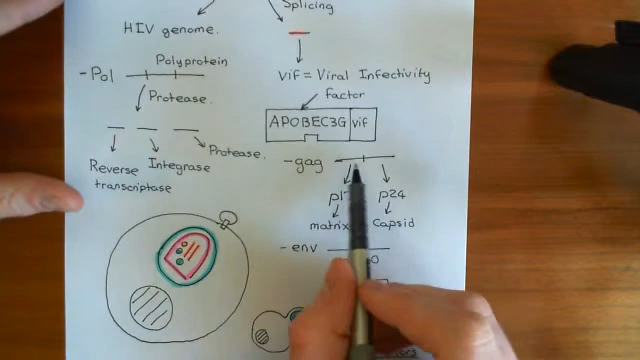 Splicing
HIV genome.
Polyprotein
- Pol
Protease.
Vif = Viral Infectivity
factor
APOBEC3G vif
Protease.
Reverse Integrase
transcriptase
- gag
p24
matrix Capsid
- env